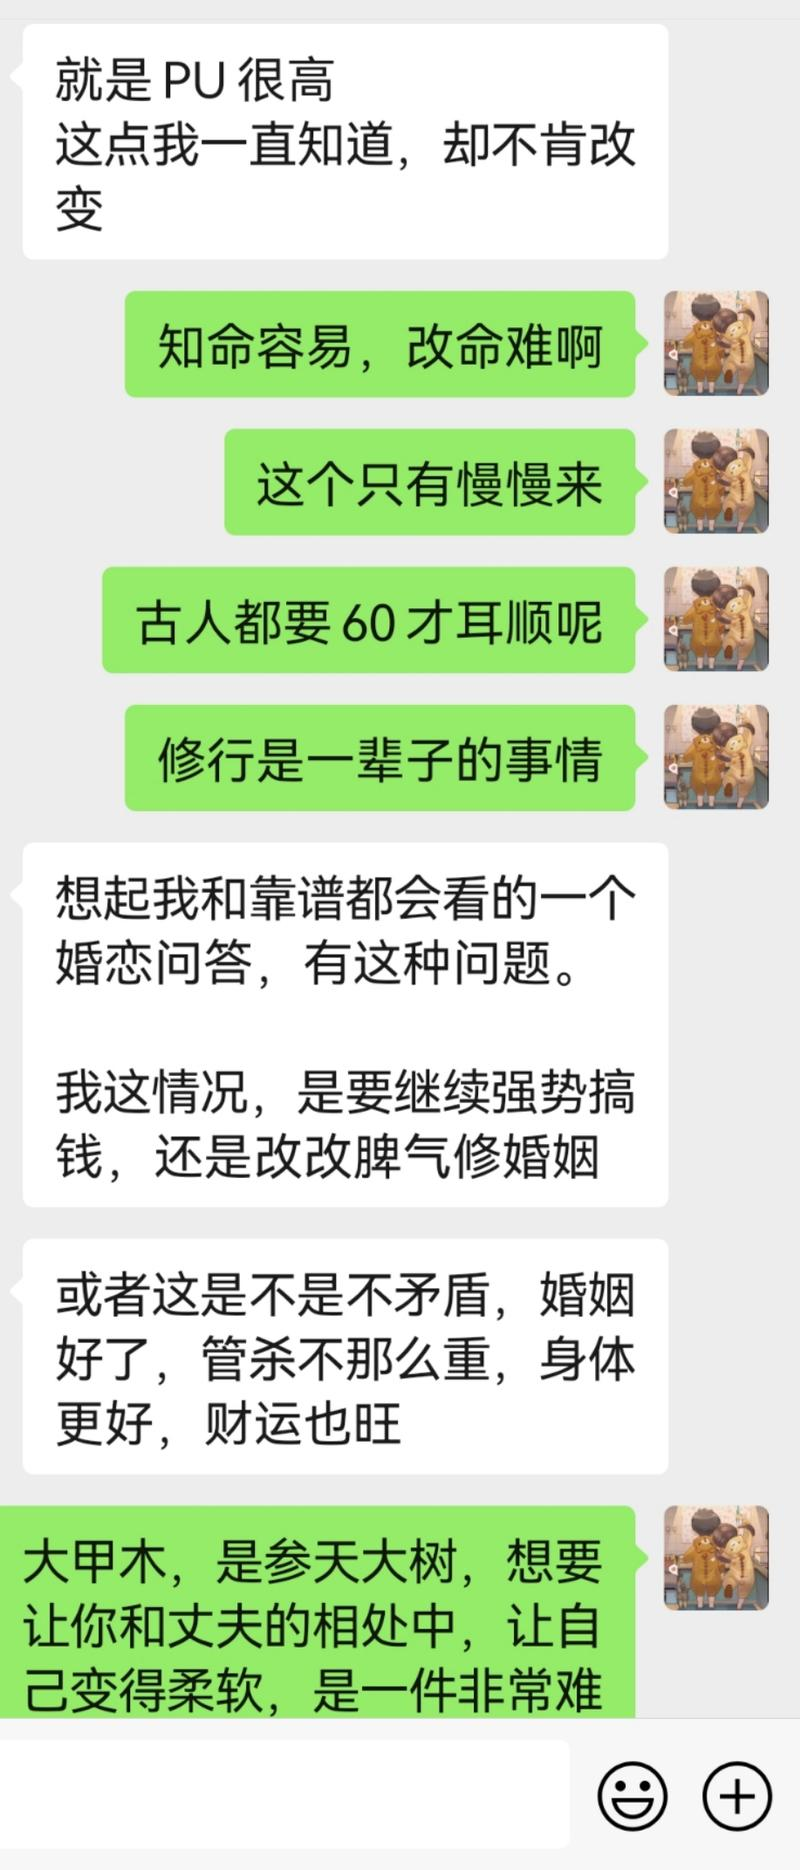 就是 PU 很高
这点我一直知道，却不肯改
变
知命容易，改命难啊
这个只有慢慢来
古人都要 60 才耳顺呢
修行是一辈子的事情
想起我和靠谱都会看的一个
婚恋问答，有这种问题。
我这情况，是要继续强势搞
钱，还是改改脾气修婚姻
或者这是不是不矛盾，婚姻
好了，管杀不那么重，身体
更好，财运也旺
大甲木，是参天大树，想要
让你和丈夫的相处中，让自
己变得柔软，是一件非常难